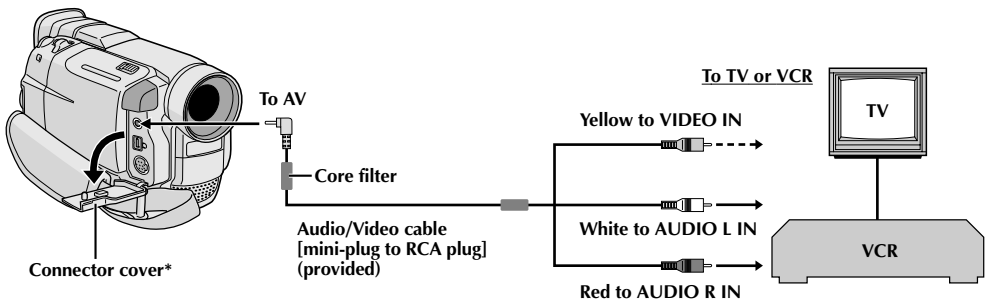 To AV
To TV or VCR
TV
Yellow to VIDEO IN
Core filter
Audio/Video cable
[mini-plug to RCA plug]
(provided)
White to AUDIO L IN
VCR
Connector cover*
Red to AUDIO R IN